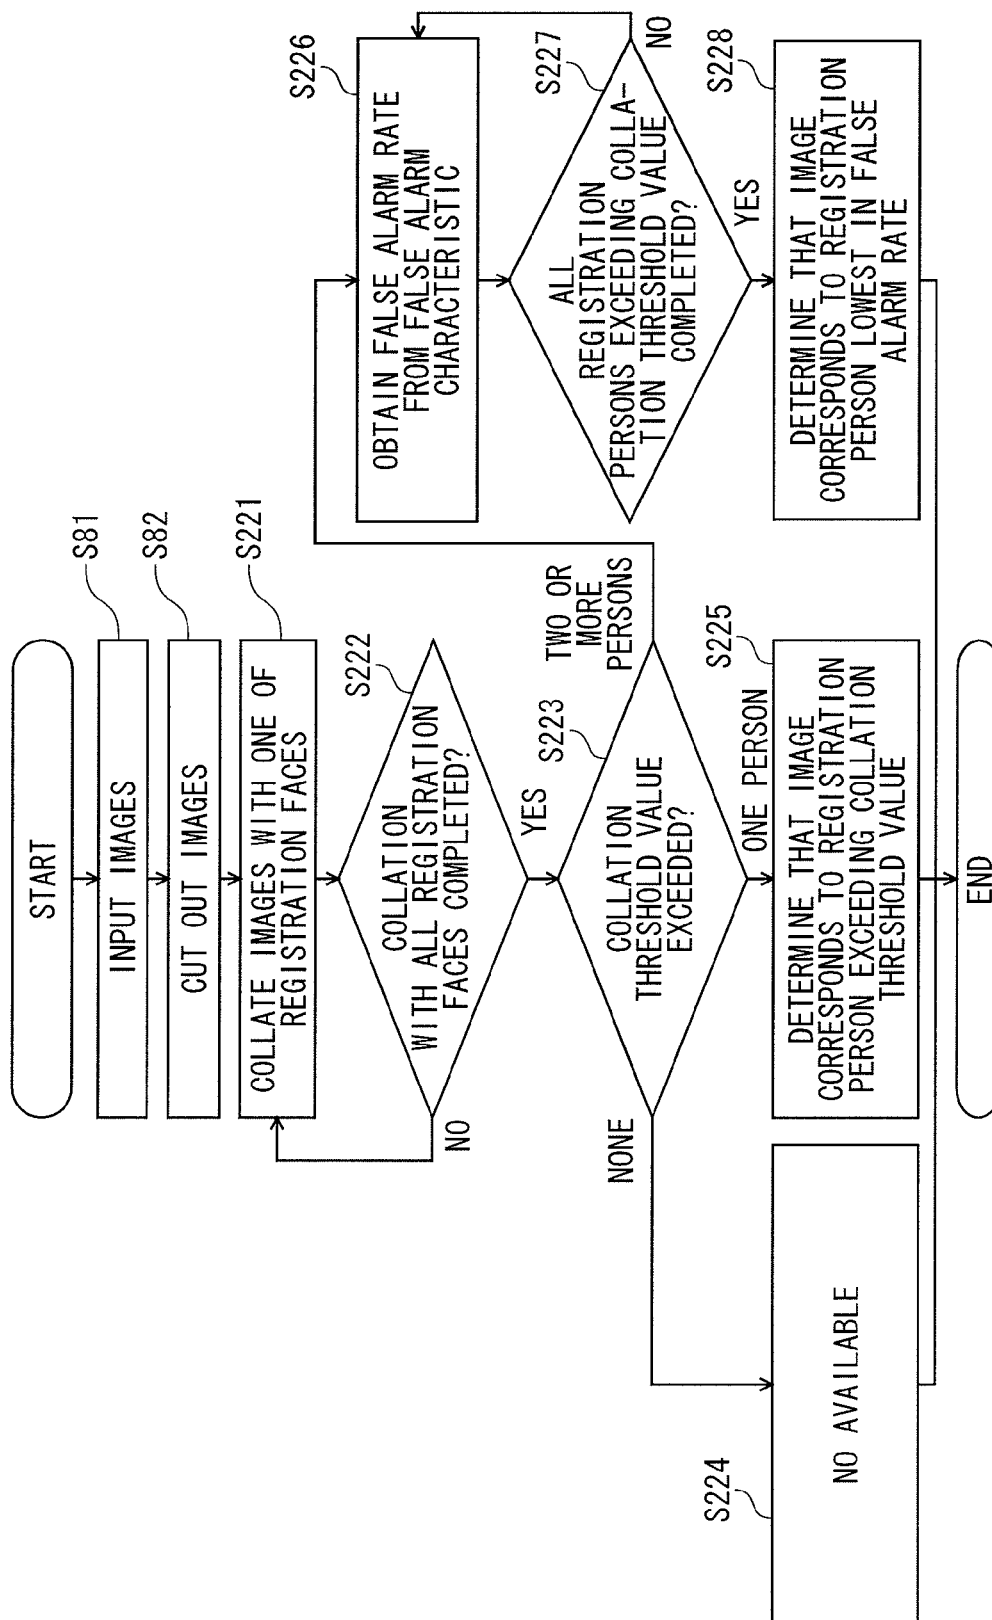 START
S81
INPUT IMAGES
S82
CUT OUT IMAGES
S221
COLLATE IMAGES WITH ONE OF
REGISTRATION FACES
S222
COLLATION
WITH ALL REGISTRATION
FACES COMPLETED?
NO
YES
S223
COLLATION
THRESHOLD VALUE
EXCEEDED?
NONE
ONE PERSON
TWO OR
MORE
PERSONS
S224
NO AVAILABLE
S225
DETERMINE THAT IMAGE
CORRESPONDS TO REGISTRATION
PERSON EXCEEDING COLLATION
THRESHOLD VALUE
S226
OBTAIN FALSE ALARM RATE
FROM FALSE ALARM
CHARACTERISTIC
S227
ALL
REGISTRATION
PERSONS EXCEEDING COLLA-
TION THRESHOLD VALUE
COMPLETED?
NO
YES
S228
DETERMINE THAT IMAGE
CORRESPONDS TO REGISTRATION
PERSON LOWEST IN FALSE
ALARM RATE
END